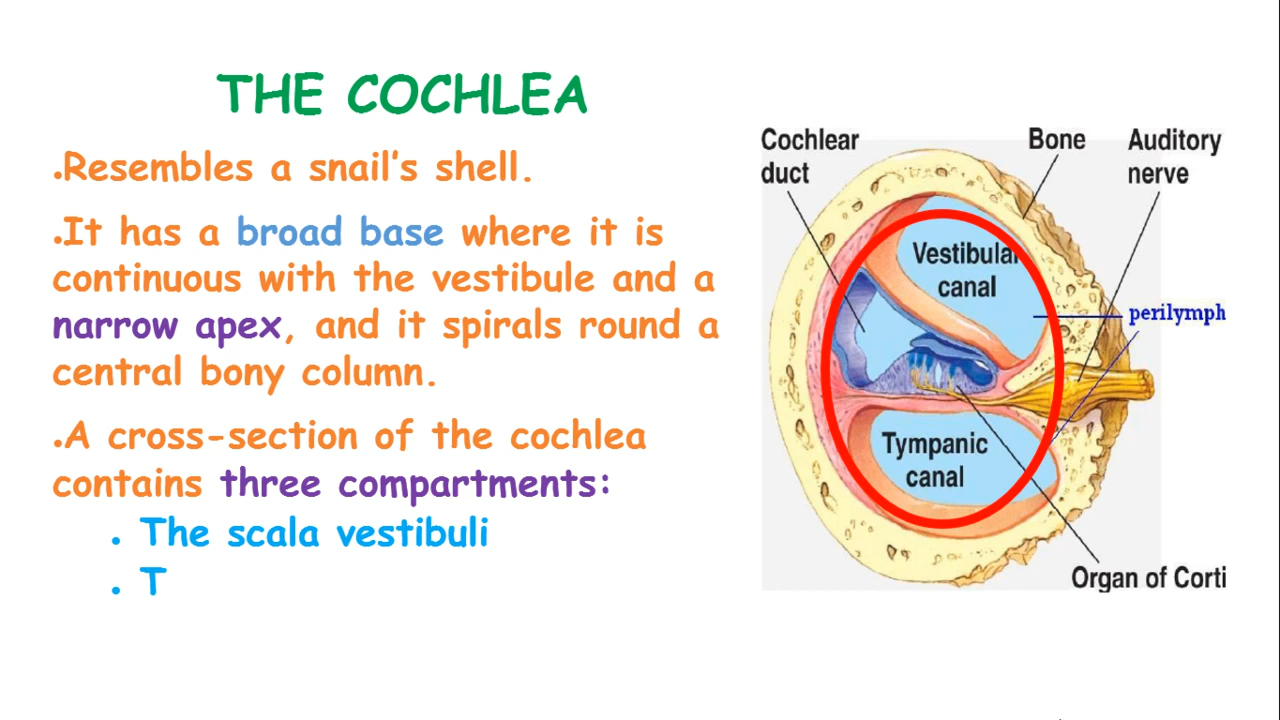 THE COCHLEA
•Resembles a snail's shell.
•It has a broad base where it is
continuous with the vestibule and a
narrow apex, and it spirals round a
central bony column.
•A cross-section of the cochlea
contains three compartments:
• The scala vestibuli
• T
Cochlear
duct
Bone
Auditory
nerve
Vestibular
canal
perilymph
Tympanic
canal
Organ of Corti